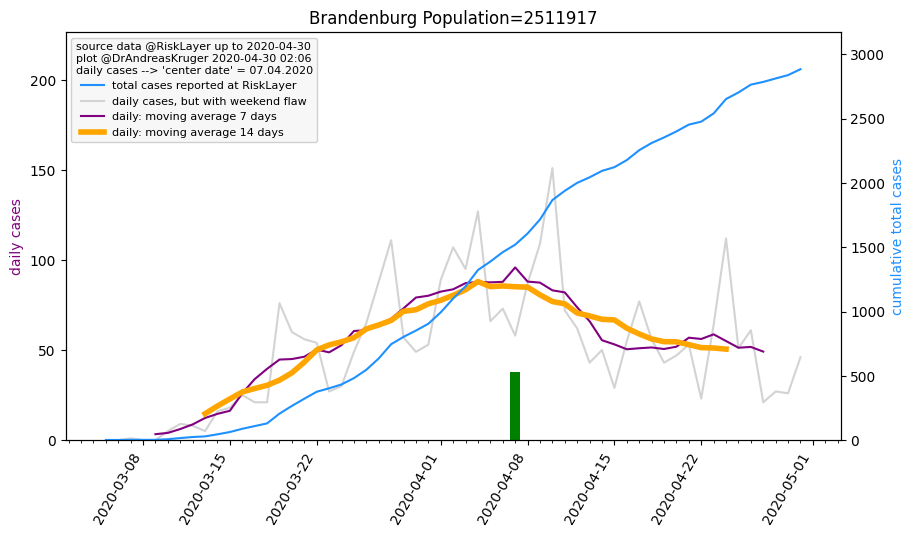 Brandenburg Population=2511917
source data @RiskLayer up to 2020-04-30
plot @DrAndreasKruger 2020-04-30 02:06
daily cases --> 'center date' = 07.04.2020
total cases reported at RiskLayer
daily cases, but with weekend flaw
daily: moving average 7 days
daily: moving average 14 days
daily cases
200
150
100
50
0
cumulative total cases
3000
2500
2000
1500
1000
500
0
2020-03-08
2020-03-15
2020-03-22
2020-04-01
2020-04-08
2020-04-15
2020-04-22
2020-05-01